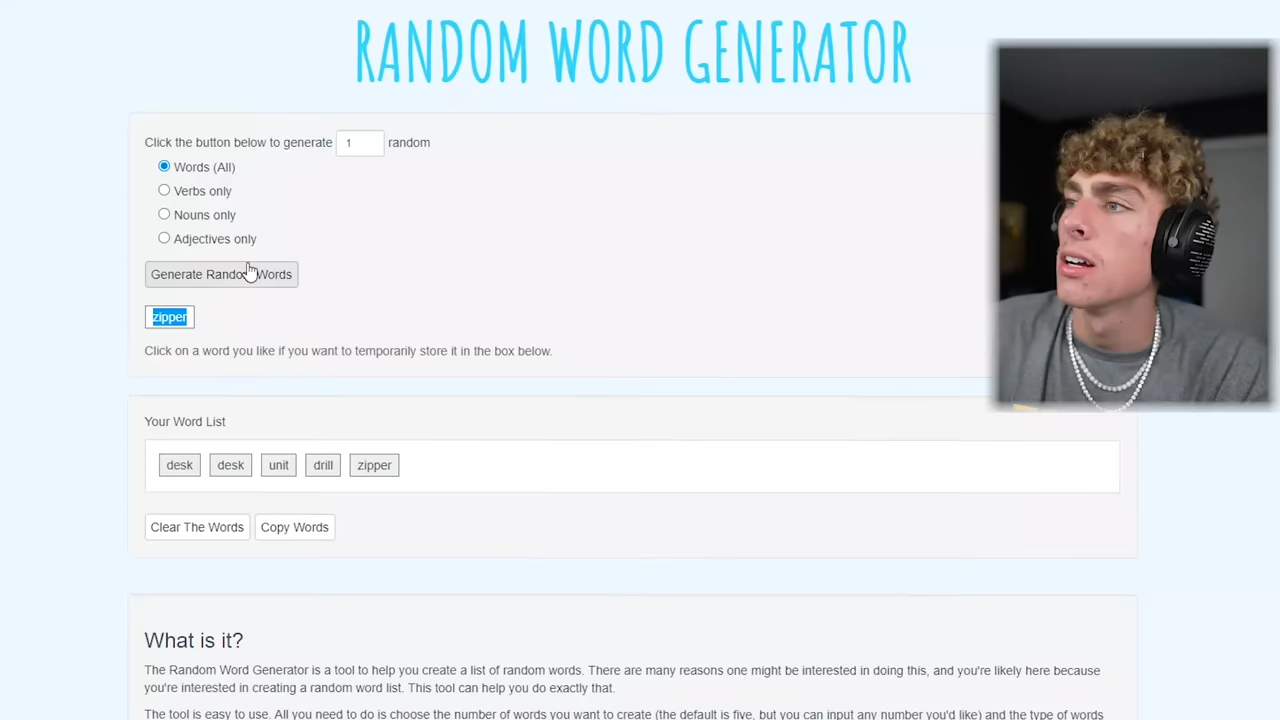 RANDOM WORD GENERATOR
Click the button below to generate 1 random
Words (All)
Verbs only
Nouns only
Adjectives only
Generate Random Words
zipper
Click on a word you like if you want to temporarily store it in the box below.
Your Word List
desk desk unit drill zipper
Clear The Words Copy Words
What is it?
The Random Word Generator is a tool to help you create a list of random words. There are many reasons one might be interested in doing this, and you're likely here because
you're interested in creating a random word list. This tool can help you do exactly that.
The tool is easy to use. All you need to do is choose the number of words you want to create (the default is five, but you can input any number you'd like) and the type of words